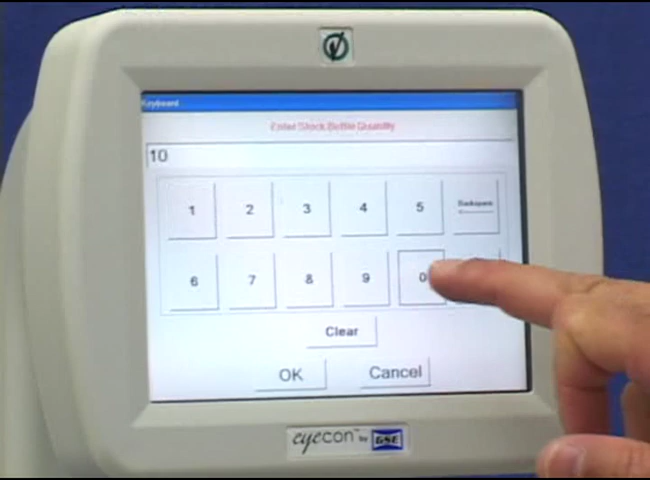 Keyboard
Enter Stock Bottle Quantity
10
1 2 3 4 5 Backspace
6 7 8 9 0
Clear
OK Cancel
eyecon™ by GSE